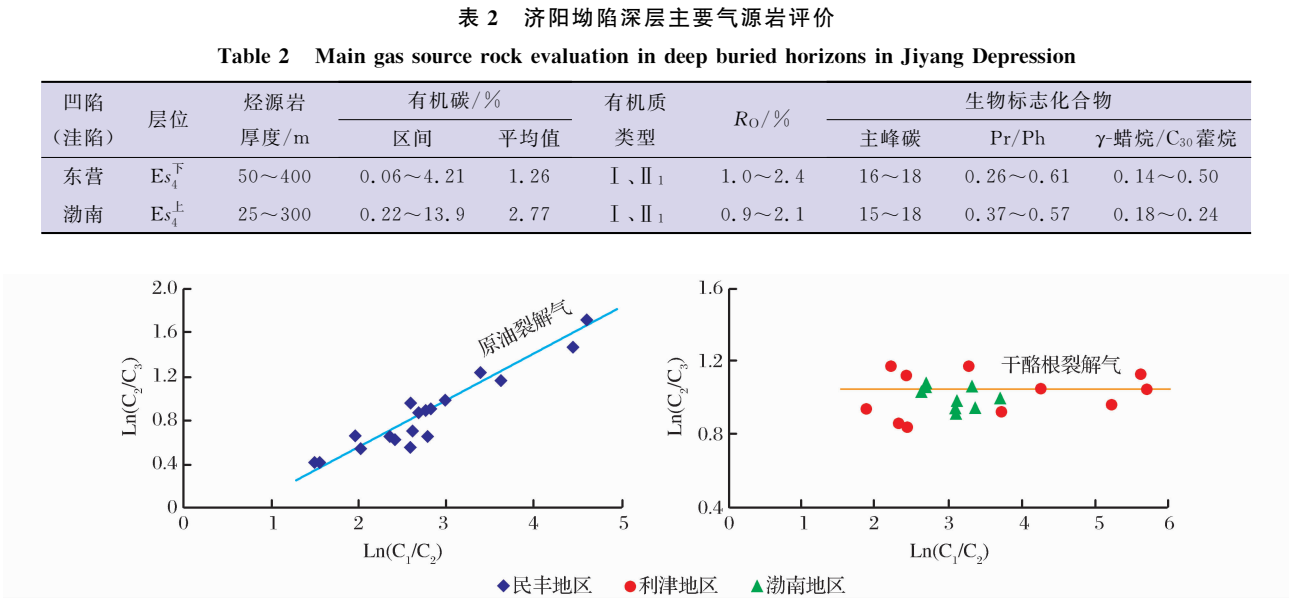 表 2 济阳坳陷深层主要气源岩评价
Table 2 Main gas source rock evaluation in deep buried horizons in Jiyang Depression
凹陷（洼陷） 层位 烃源岩厚度/m 有机碳/% 有机质类型 R_O/% 生物标志化合物
区间 平均值 主峰碳 Pr/Ph γ-蜡烷/C₃₀藿烷
东营 Es₄下 50～400 0.06～4.21 1.26 Ⅰ、Ⅱ₁ 1.0～2.4 16～18 0.26～0.61 0.14～0.50
渤南 Es₄上 25～300 0.22～13.9 2.77 Ⅰ、Ⅱ₁ 0.9～2.1 15～18 0.37～0.57 0.18～0.24
2.0
1.6
1.2
0.8
0.4
0
Ln(C₂/C₃)
原油裂解气
0 1 2 3 4 5
Ln(C₁/C₂)
1.6
1.2
0.8
0.4
Ln(C₂/C₃)
干酪根裂解气
0 1 2 3 4 5 6
Ln(C₁/C₂)
民丰地区 利津地区 渤南地区